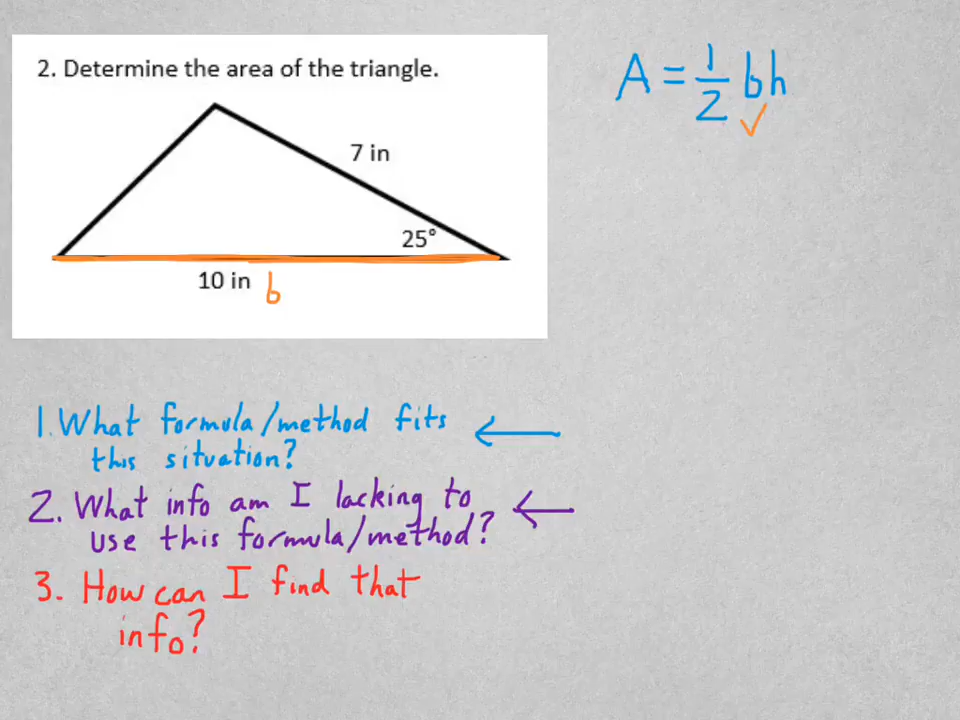 2. Determine the area of the triangle.
A = 1/2 bh
7 in
25°
10 in b
1. What formula/method fits
this situation?
2. What info am I lacking to
use this formula/method?
3. How can I find that
info?